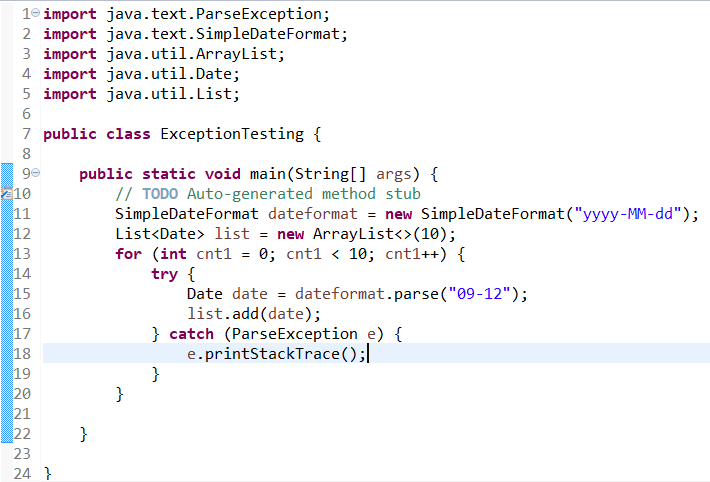 1 import java.text.ParseException;
2 import java.text.SimpleDateFormat;
3 import java.util.ArrayList;
4 import java.util.Date;
5 import java.util.List;
6
7 public class ExceptionTesting {
8
9     public static void main(String[] args) {
10         // TODO Auto-generated method stub
11         SimpleDateFormat dateformat = new SimpleDateFormat("yyyy-MM-dd");
12         List<Date> list = new ArrayList<>(10);
13         for (int cnt1 = 0; cnt1 < 10; cnt1++) {
14             try {
15                 Date date = dateformat.parse("09-12");
16                 list.add(date);
17             } catch (ParseException e) {
18                 e.printStackTrace();
19             }
20         }
21
22     }
23
24 }